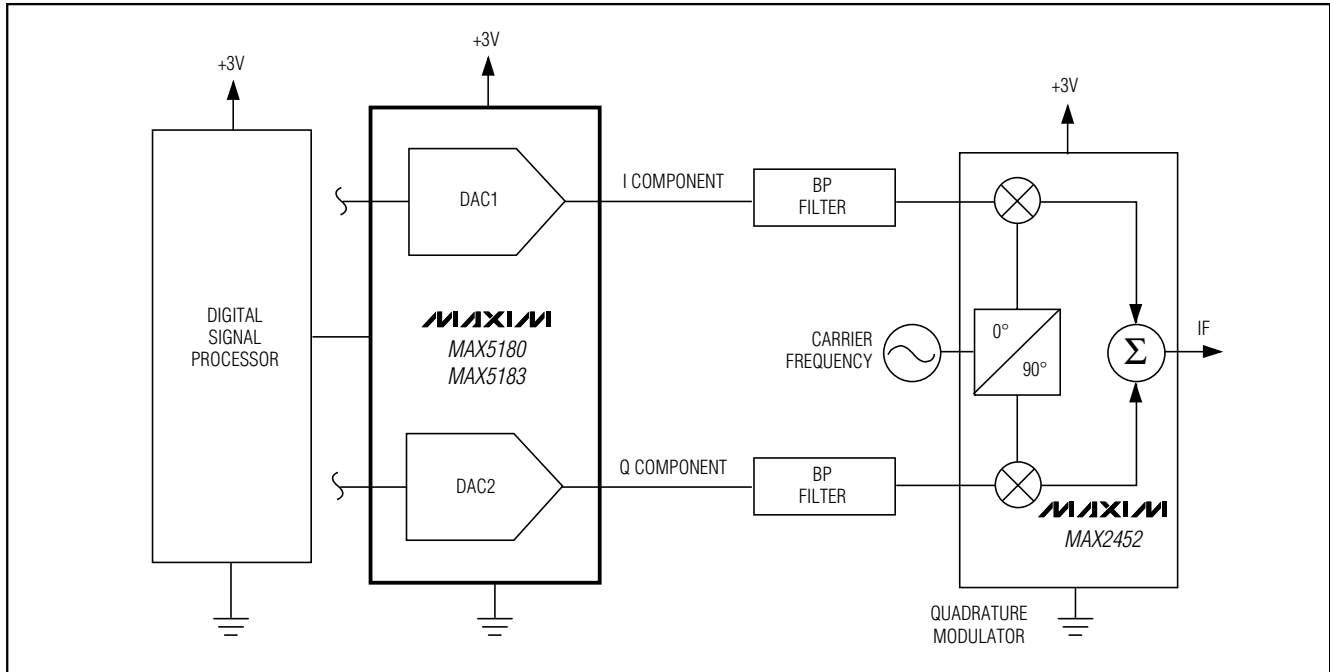 +3V
+3V
+3V
DAC1
I COMPONENT
BP
FILTER
DIGITAL
SIGNAL
PROCESSOR
MAXIM
MAX5180
MAX5183
CARRIER
FREQUENCY
0°
90°
Σ
IF
DAC2
Q COMPONENT
BP
FILTER
MAXIM
MAX2452
QUADRATURE
MODULATOR